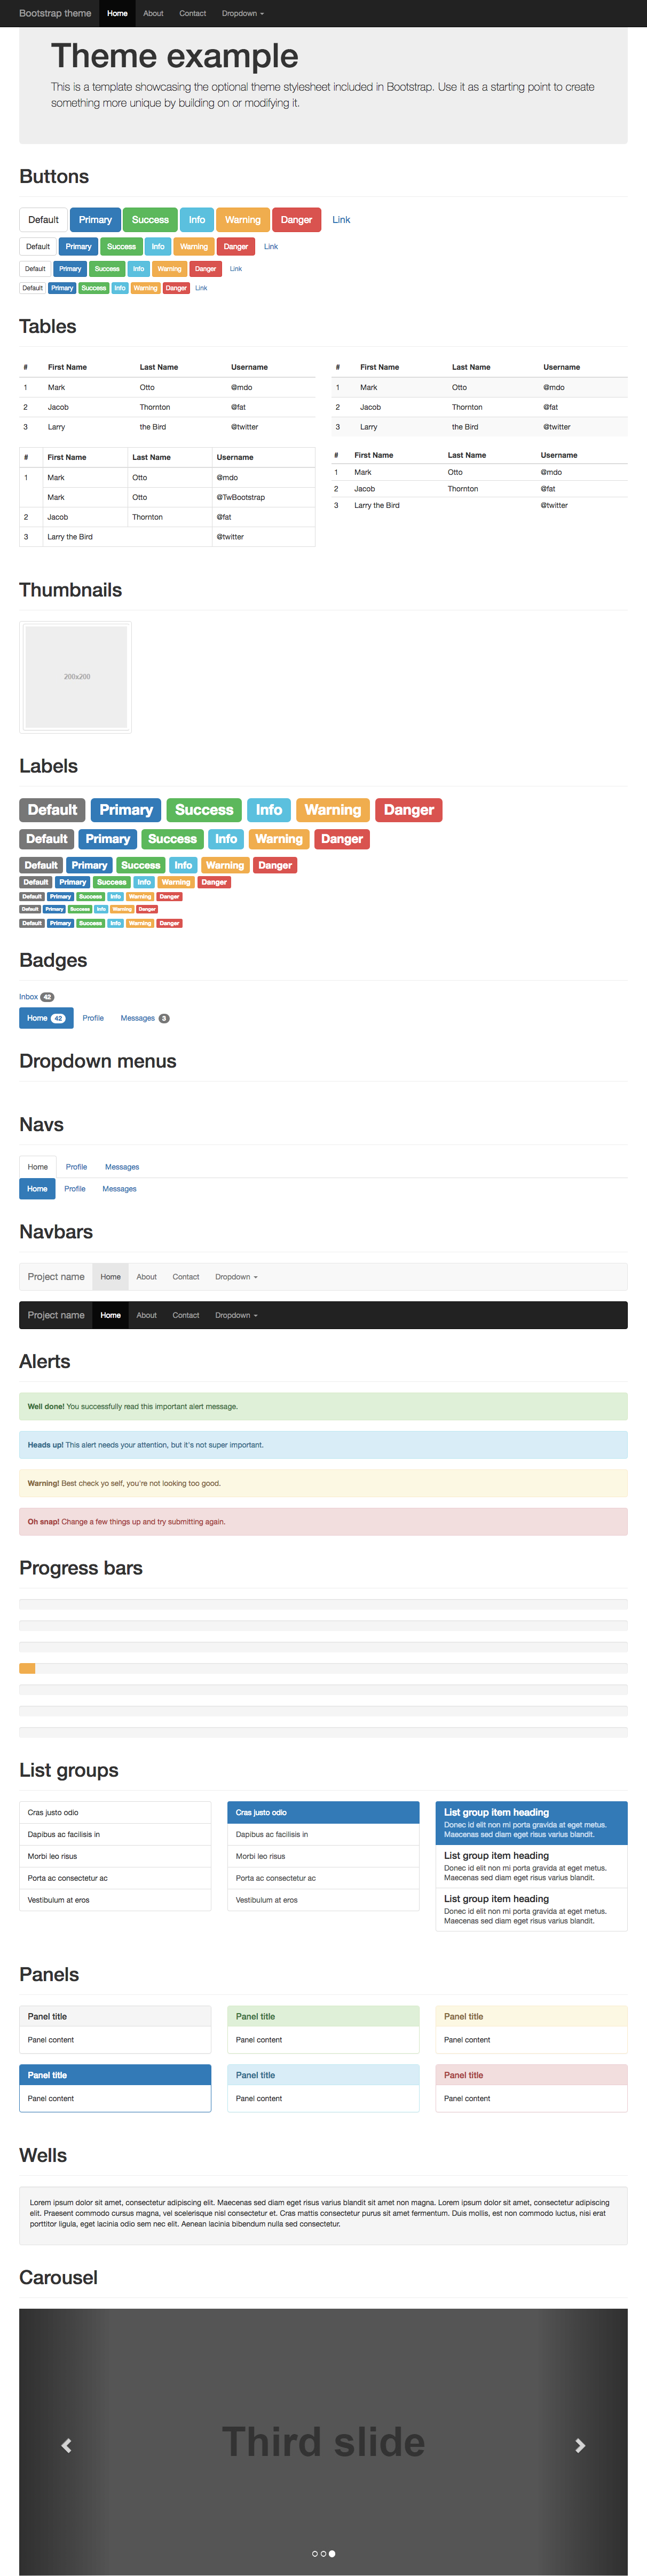 Bootstrap theme Home About Contact Dropdown
Theme example
This is a template showcasing the optional theme stylesheet included in Bootstrap. Use it as a starting point to create
something more unique by building on or modifying it.
Buttons
Default Primary Success Info Warning Danger Link
Default Primary Success Info Warning Danger Link
Default Primary Success Info Warning Danger Link
Default Primary Success Info Warning Danger Link
Tables
# First Name Last Name Username
1 Mark Otto @mdo
2 Jacob Thornton @fat
3 Larry the Bird @twitter
# First Name Last Name Username
1 Mark Otto @mdo
2 Jacob Thornton @fat
3 Larry the Bird @twitter
# First Name Last Name Username
1 Mark Otto @mdo
Mark Otto @TwBootstrap
2 Jacob Thornton @fat
3 Larry the Bird @twitter
# First Name Last Name Username
1 Mark Otto @mdo
2 Jacob Thornton @fat
3 Larry the Bird @twitter
Thumbnails
200x200
Labels
Default Primary Success Info Warning Danger
Default Primary Success Info Warning Danger
Default Primary Success Info Warning Danger
Default Primary Success Info Warning Danger
Default Primary Success Info Warning Danger
Default Primary Success Info Warning Danger
Default Primary Success Info Warning Danger
Badges
Inbox 42
Home 42 Profile Messages 3
Dropdown menus
Navs
Home Profile Messages
Home Profile Messages
Navbars
Project name Home About Contact Dropdown
Project name Home About Contact Dropdown
Alerts
Well done! You successfully read this important alert message.
Heads up! This alert needs your attention, but it's not super important.
Warning! Best check yo self, you're not looking too good.
Oh snap! Change a few things up and try submitting again.
Progress bars
List groups
Cras justo odio
Dapibus ac facilisis in
Morbi leo risus
Porta ac consectetur ac
Vestibulum at eros
Cras justo odio
Dapibus ac facilisis in
Morbi leo risus
Porta ac consectetur ac
Vestibulum at eros
List group item heading
Donec id elit non mi porta gravida at eget metus.
Maecenas sed diam eget risus varius blandit.
List group item heading
Donec id elit non mi porta gravida at eget metus.
Maecenas sed diam eget risus varius blandit.
List group item heading
Donec id elit non mi porta gravida at eget metus.
Maecenas sed diam eget risus varius blandit.
Panels
Panel title
Panel content
Panel title
Panel content
Panel title
Panel content
Panel title
Panel content
Panel title
Panel content
Panel title
Panel content
Wells
Lorem ipsum dolor sit amet, consectetur adipiscing elit. Maecenas sed diam eget risus varius blandit sit amet non magna. Lorem ipsum dolor sit amet, consectetur adipiscing
elit. Praesent commodo cursus magna, vel scelerisque nisl consectetur et. Cras mattis consectetur purus sit amet fermentum. Duis mollis, est non commodo luctus, nisi erat
porttitor ligula, eget lacinia odio sem nec elit. Aenean lacinia bibendum nulla sed consectetur.
Carousel
Third slide